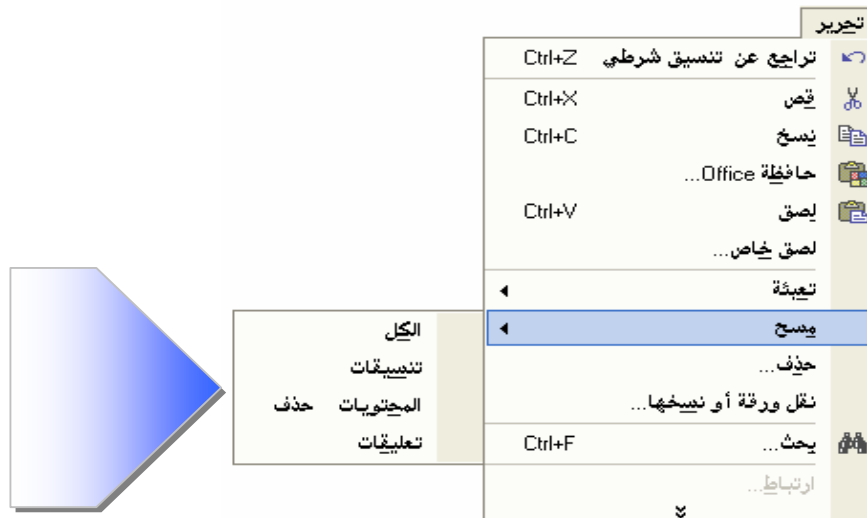 تحرير
تراجع عن تنسيق شرطي Ctrl+Z
قص Ctrl+X
نسخ Ctrl+C
حافظة Office...
لصق Ctrl+V
لصق خاص...
تعبئة
مسح
الكل
تنسيقات
المحتويات حذف
تعليقات
حذف...
نقل ورقة أو نسخها...
بحث... Ctrl+F
ارتباط...